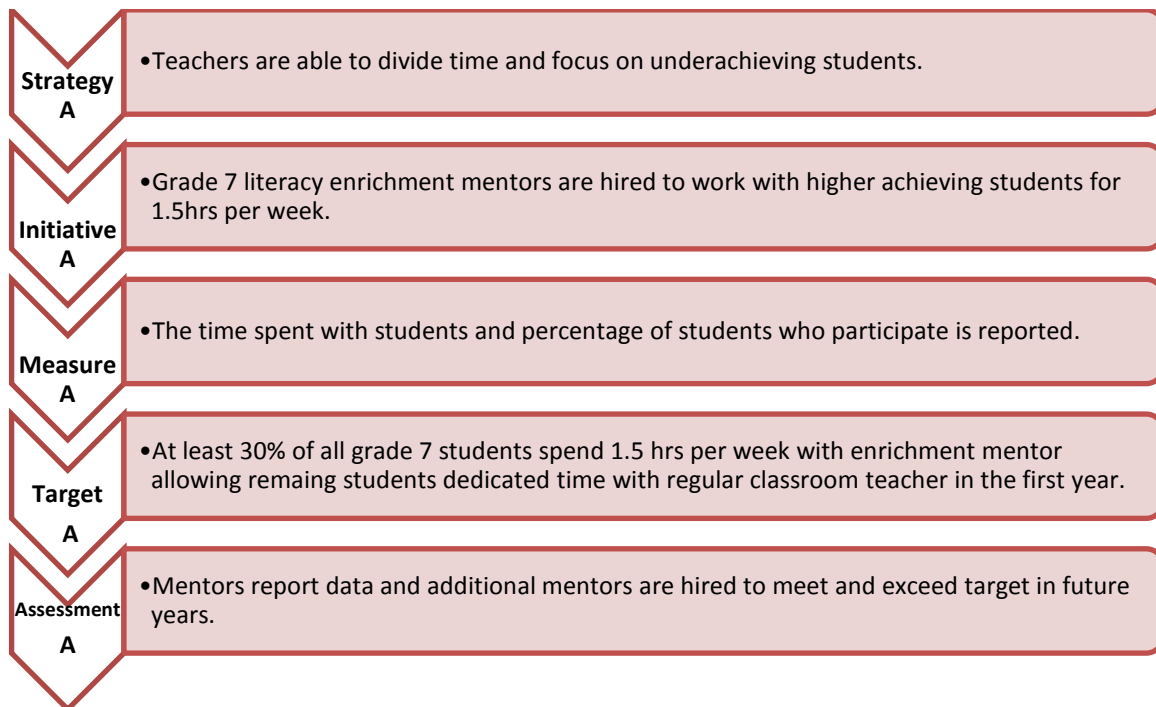 Strategy
A
•Teachers are able to divide time and focus on underachieving students.
Initiative
A
•Grade 7 literacy enrichment mentors are hired to work with higher achieving students for
1.5hrs per week.
Measure
A
•The time spent with students and percentage of students who participate is reported.
Target
A
•At least 30% of all grade 7 students spend 1.5 hrs per week with enrichment mentor
allowing remaing students dedicated time with regular classroom teacher in the first year.
Assessment
A
•Mentors report data and additional mentors are hired to meet and exceed target in future
years.